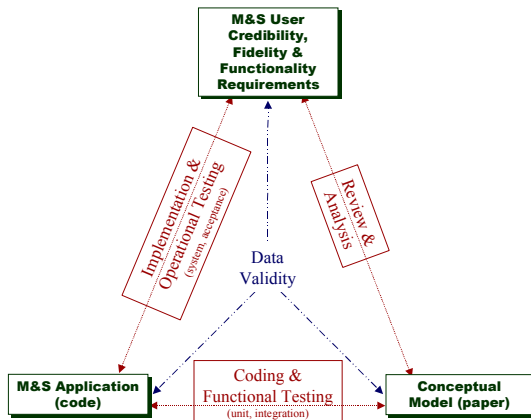 M&S User
Credibility,
Fidelity &
Functionality
Requirements
Implementation &
Operational Testing
(system, acceptance)
Review &
Analysis
Data
Validity
M&S Application
(code)
Coding &
Functional Testing
(unit, integration)
Conceptual
Model (paper)